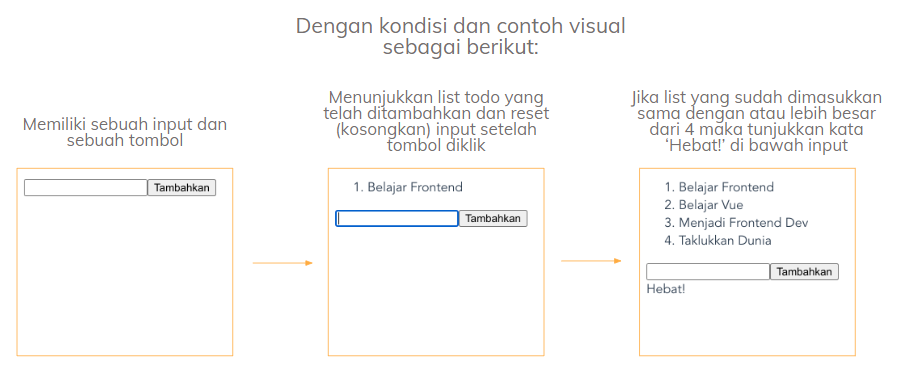 Dengan kondisi dan contoh visual
sebagai berikut:
Memiliki sebuah input dan
sebuah tombol
Tambahkan
Menunjukkan list todo yang
telah ditambahkan dan reset
(kosongkan) input setelah
tombol diklik
1. Belajar Frontend
Tambahkan
Jika list yang sudah dimasukkan
sama dengan atau lebih besar
dari 4 maka tunjukkan kata
‘Hebat!’ di bawah input
1. Belajar Frontend
2. Belajar Vue
3. Menjadi Frontend Dev
4. Taklukkan Dunia
Tambahkan
Hebat!